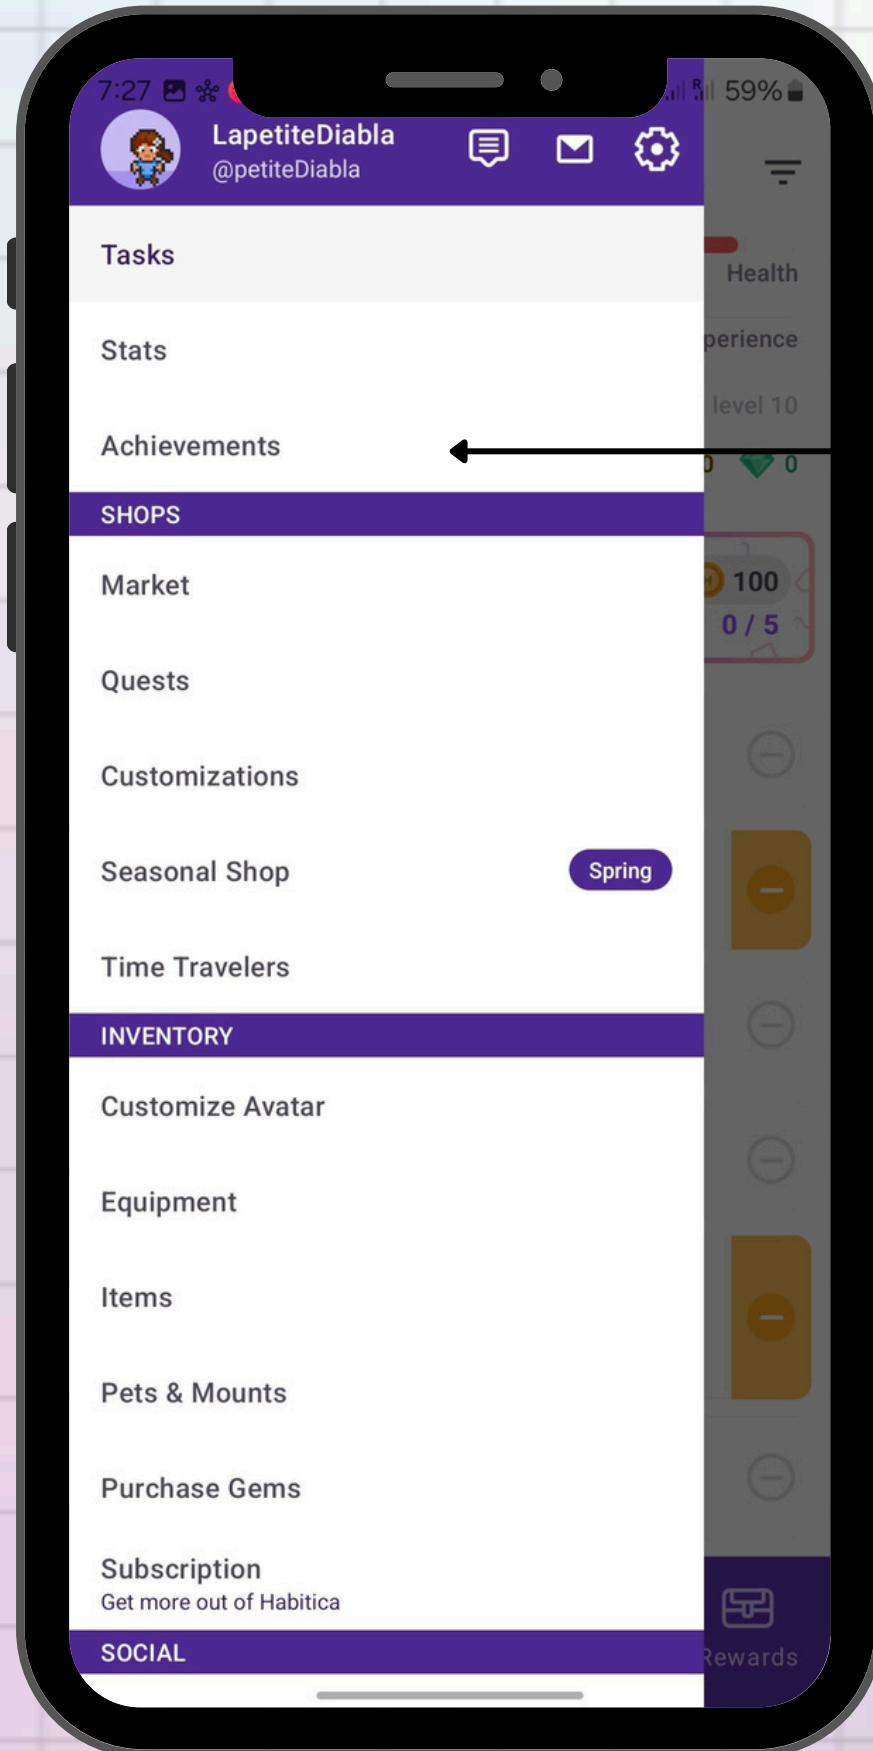 7:27 59%
LapetiteDiabla
@petiteDiabla
Health
perience
level 10
0 0
100
0 / 5
Tasks
Stats
Achievements
SHOPS
Market
Quests
Customizations
Seasonal Shop Spring
Time Travelers
INVENTORY
Customize Avatar
Equipment
Items
Pets & Mounts
Purchase Gems
Subscription
Get more out of Habitica
SOCIAL
Rewards